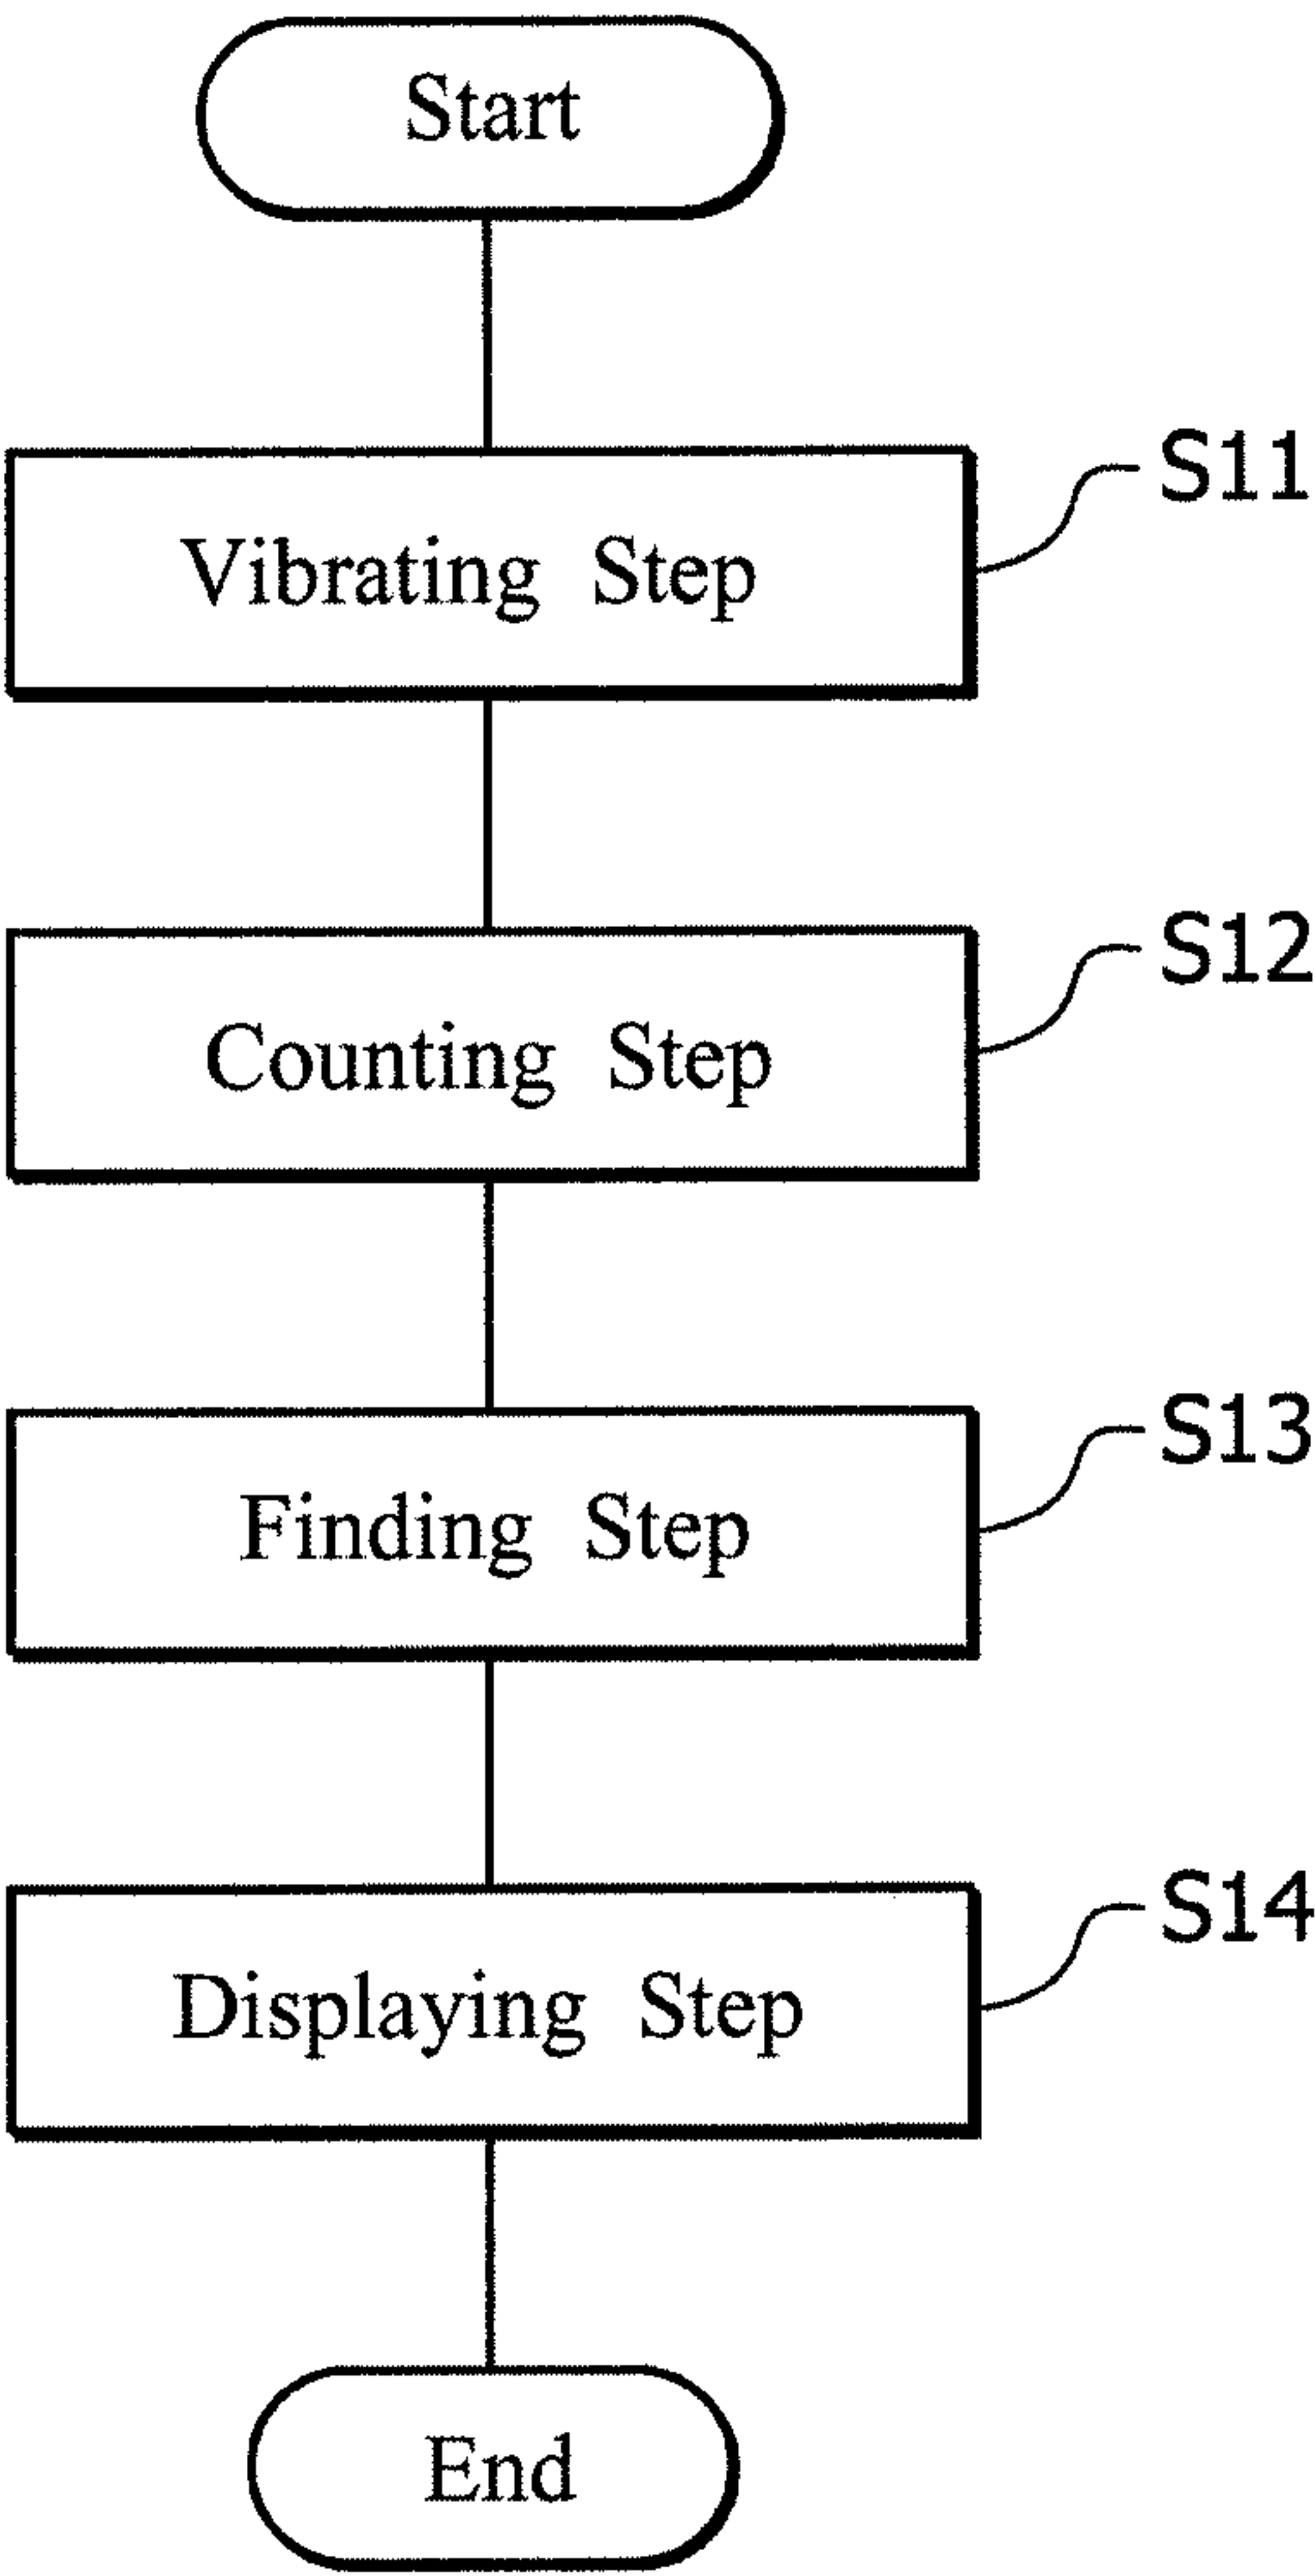 Start
S11
Vibrating Step
S12
Counting Step
S13
Finding Step
S14
Displaying Step
End